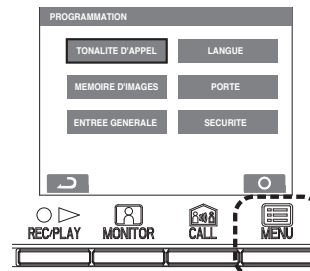 PROGRAMMATION
TONALITE D'APPEL LANGUE
MEMOIRE D'IMAGES PORTE
ENTREE GENERALE SECURITE
REC/PLAY MONITOR CALL MENU